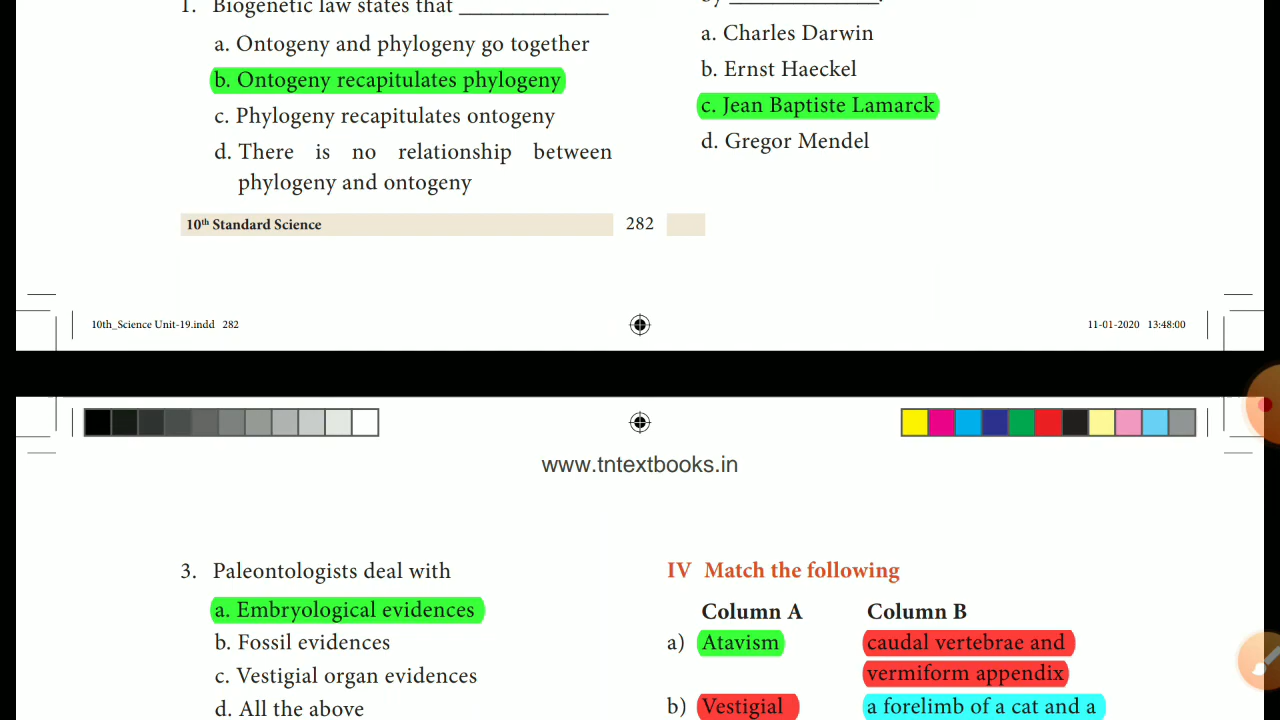 1. Biogenetic law states that ______________
a. Ontogeny and phylogeny go together
b. Ontogeny recapitulates phylogeny
c. Phylogeny recapitulates ontogeny
d. There is no relationship between
phylogeny and ontogeny
10th Standard Science
282
by ______________.
a. Charles Darwin
b. Ernst Haeckel
c. Jean Baptiste Lamarck
d. Gregor Mendel
10th_Science Unit-19.indd 282
11-01-2020 13:48:00
www.tntextbooks.in
3. Paleontologists deal with
a. Embryological evidences
b. Fossil evidences
c. Vestigial organ evidences
d. All the above
IV Match the following
Column A Column B
a) Atavism caudal vertebrae and
vermiform appendix
b) Vestigial a forelimb of a cat and a